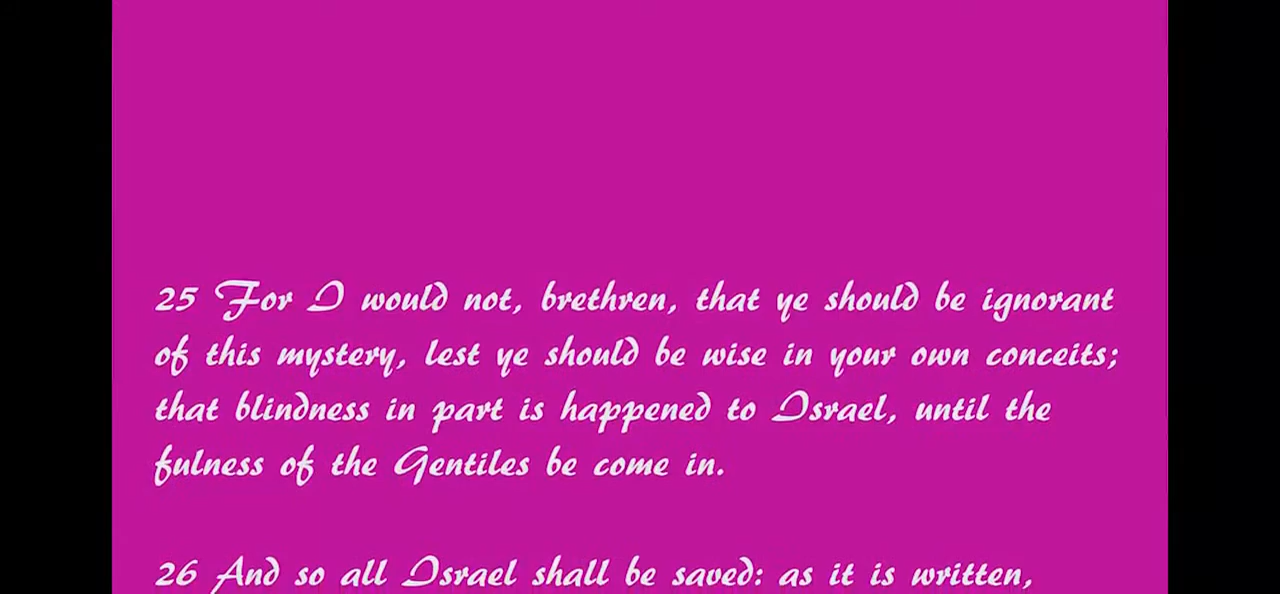 25 For I would not, brethren, that ye should be ignorant
of this mystery, lest ye should be wise in your own conceits;
that blindness in part is happened to Israel, until the
fulness of the Gentiles be come in.
26 And so all Israel shall be saved: as it is written,